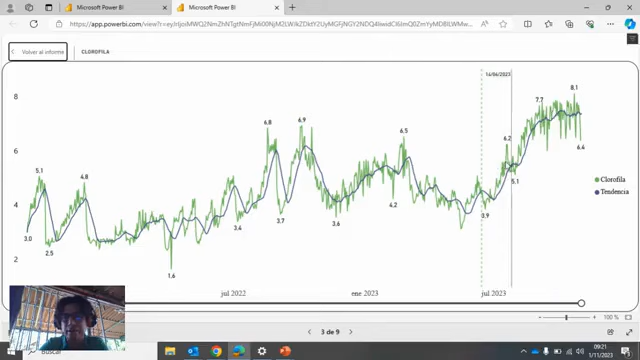 Microsoft Power BI
Microsoft Power BI
https://app.powerbi.com/view?r=
Volver al informe
CLOROFILA
16/06/2023
8
6
4
2
3.0
5.1
2.5
4.8
1.6
3.4
6.8
3.7
6.9
3.6
4.2
6.5
3.9
6.2
5.1
7.7
8.1
6.4
Clorofila
Tendencia
jul 2022
ene 2023
jul 2023
100 %
3 de 9
Buscar
09:21
1/11/2023